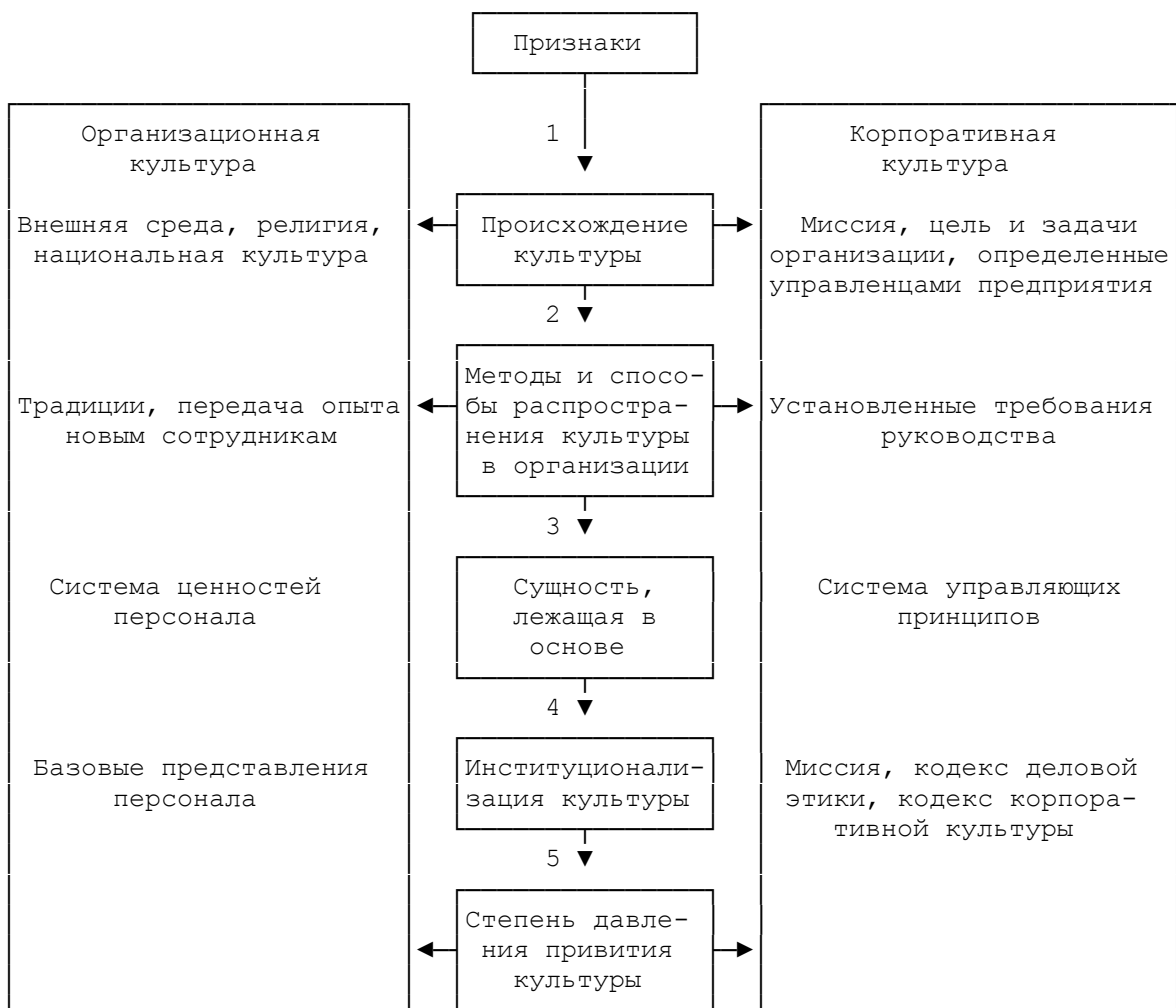 Признаки
1
Организационная
культура
Корпоративная
культура
Внешняя среда, религия,
национальная культура
Происхождение
культуры
Миссия, цель и задачи
организации, определенные
управленцами предприятия
2
Традиции, передача опыта
новым сотрудникам
Методы и спосо-
бы распростра-
нения культуры
в организации
Установленные требования
руководства
3
Система ценностей
персонала
Сущность,
лежащая в
основе
Система управляющих
принципов
4
Базовые представления
персонала
Институционали-
зация культуры
Миссия, кодекс деловой
этики, кодекс корпора-
тивной культуры
5
Степень давле-
ния привития
культуры